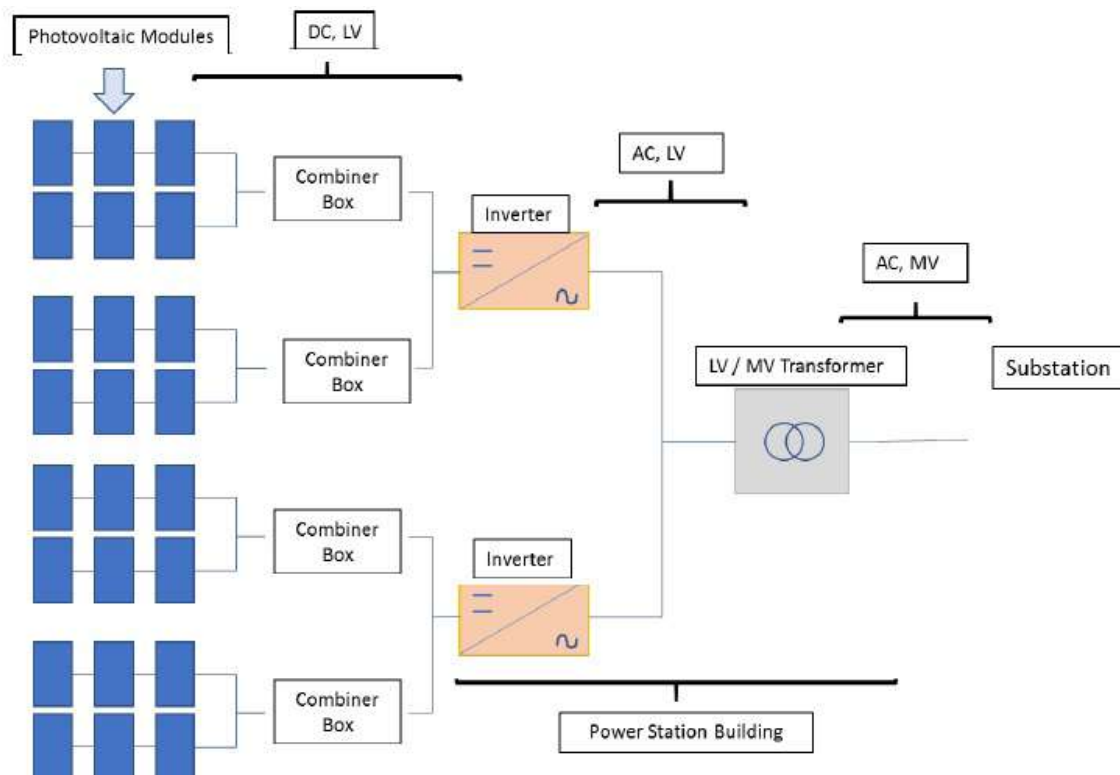 Photovoltaic Modules
DC, LV
AC, LV
Combiner
Box
Inverter
AC, MV
Combiner
Box
LV / MV Transformer
Substation
Combiner
Box
Inverter
Combiner
Box
Power Station Building